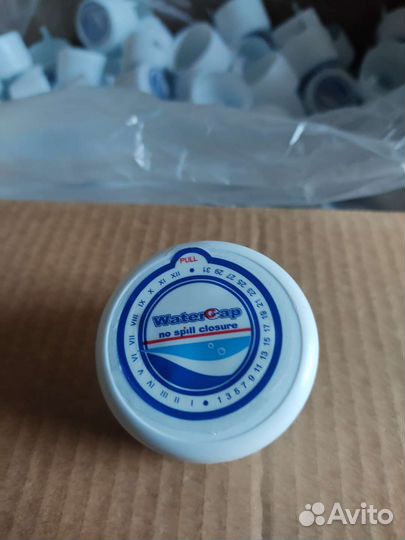 PULL
WaterCap
no spill closure
I II III IV V VI VII VIII IX X XI XII
1 3 5 7 9 11 13 15 17 19 21 23 25 27 29 31
Avito